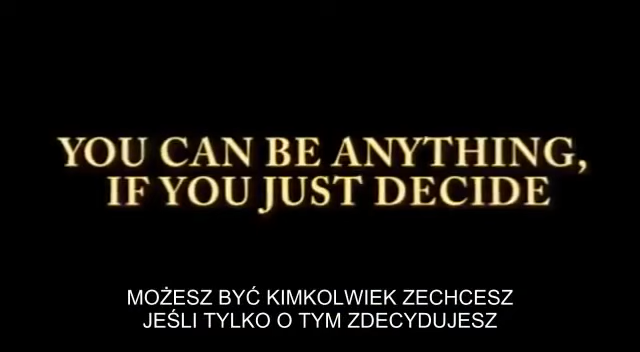 YOU CAN BE ANYTHING,
IF YOU JUST DECIDE
MOŻESZ BYĆ KIMKOLWIEK ZECHCESZ
JEŚLI TYLKO O TYM ZDECYDUJESZ